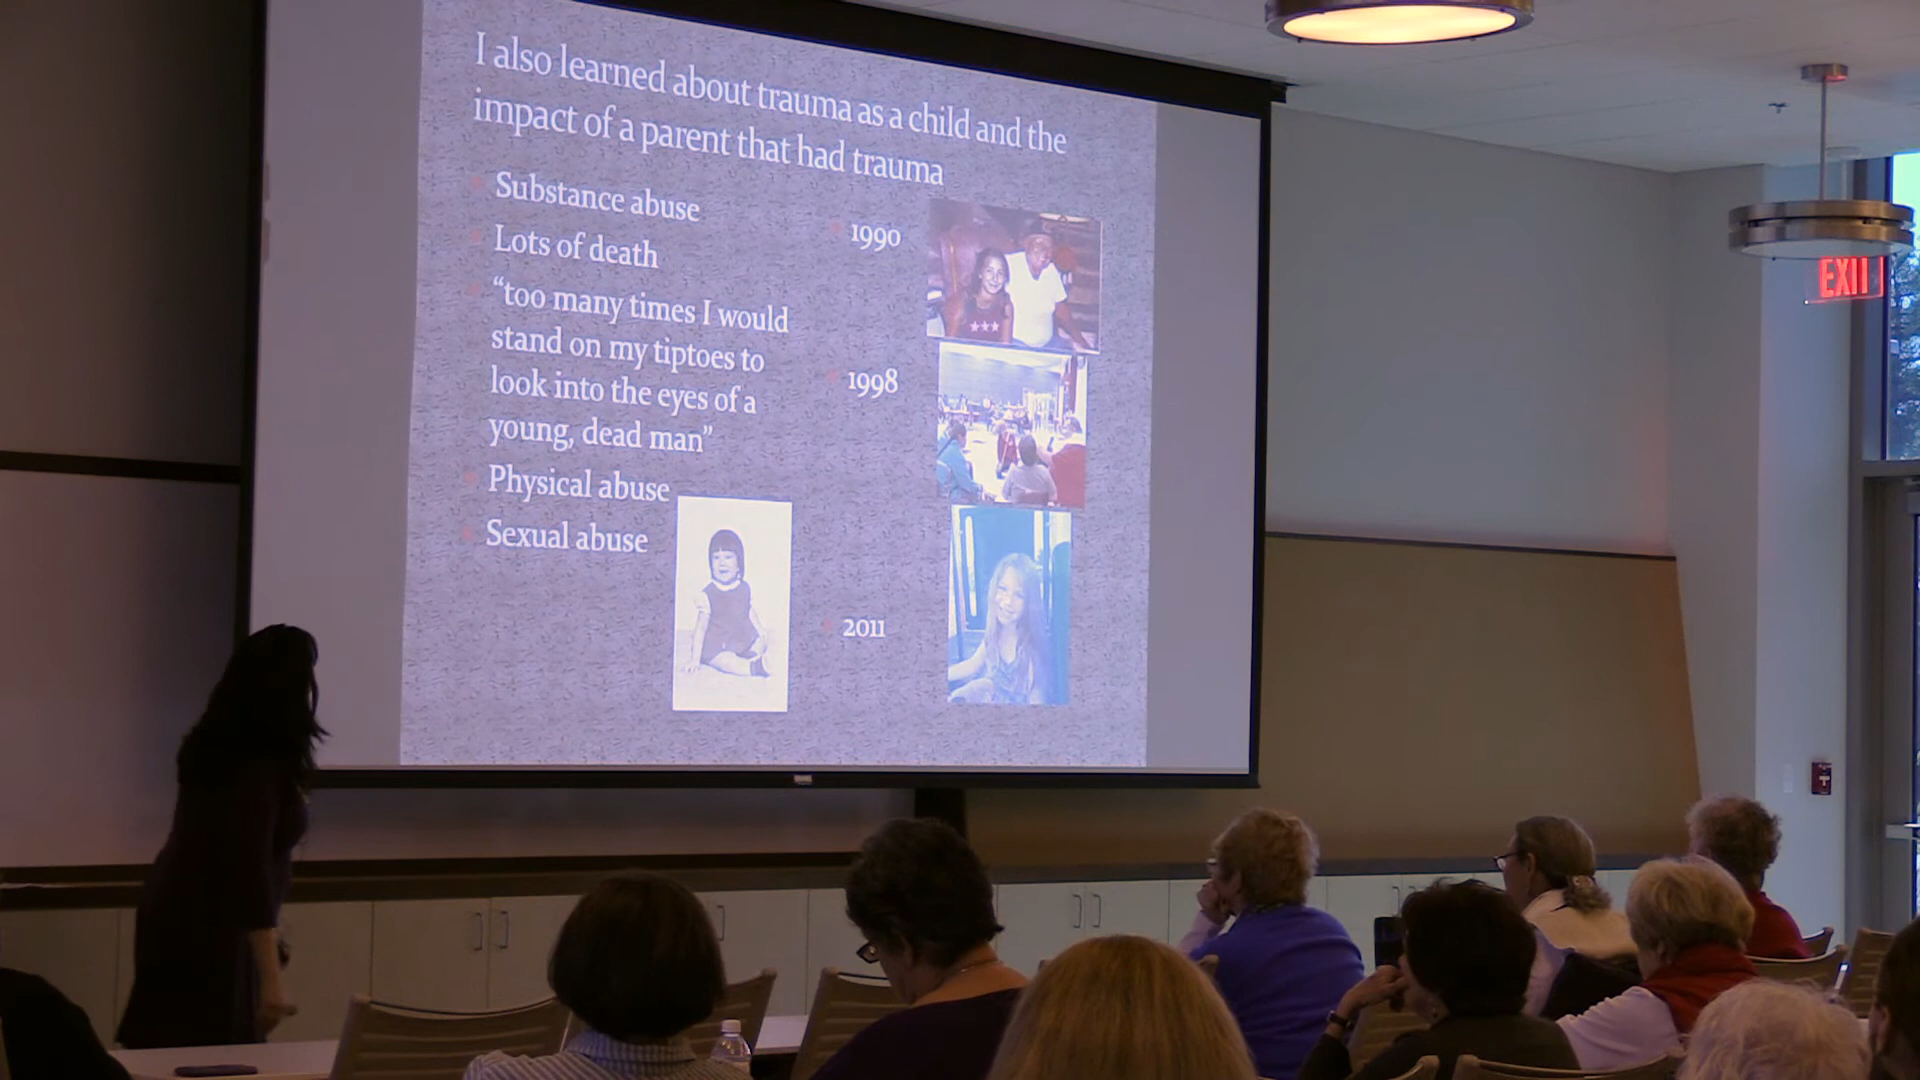 I also learned about trauma as a child and the
impact of a parent that had trauma
Substance abuse
Lots of death
“too many times I would
stand on my tiptoes to
look into the eyes of a
young, dead man”
Physical abuse
Sexual abuse
1990
1998
2011
EXIT